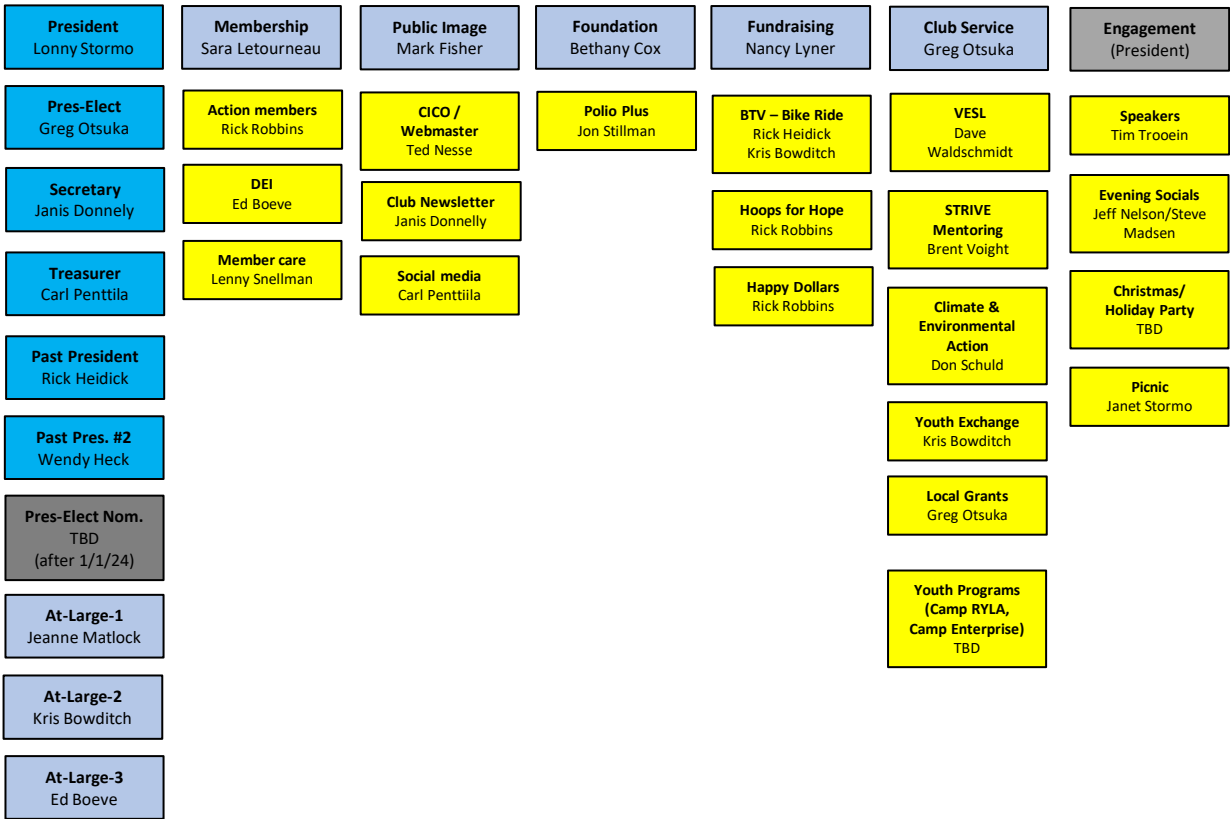 President
Lonny Stormo
Pres-Elect
Greg Otsuka
Secretary
Janis Donnely
Treasurer
Carl Penttila
Past President
Rick Heidick
Past Pres. #2
Wendy Heck
Pres-Elect Nom.
TBD
(after 1/1/24)
At-Large-1
Jeanne Matlock
At-Large-2
Kris Bowditch
At-Large-3
Ed Boeve
Membership
Sara Letourneau
Action members
Rick Robbins
DEI
Ed Boeve
Member care
Lenny Snellman
Public Image
Mark Fisher
CICO /
Webmaster
Ted Nesse
Club Newsletter
Janis Donnelly
Social media
Carl Penttiila
Foundation
Bethany Cox
Polio Plus
Jon Stillman
Fundraising
Nancy Lyner
BTV – Bike Ride
Rick Heidick
Kris Bowditch
Hoops for Hope
Rick Robbins
Happy Dollars
Rick Robbins
Club Service
Greg Otsuka
VESL
Dave
Waldschmidt
STRIVE
Mentoring
Brent Voight
Climate &
Environmental
Action
Don Schuld
Youth Exchange
Kris Bowditch
Local Grants
Greg Otsuka
Youth Programs
(Camp RYLA,
Camp Enterprise)
TBD
Engagement
(President)
Speakers
Tim Trooein
Evening Socials
Jeff Nelson/Steve
Madsen
Christmas/
Holiday Party
TBD
Picnic
Janet Stormo